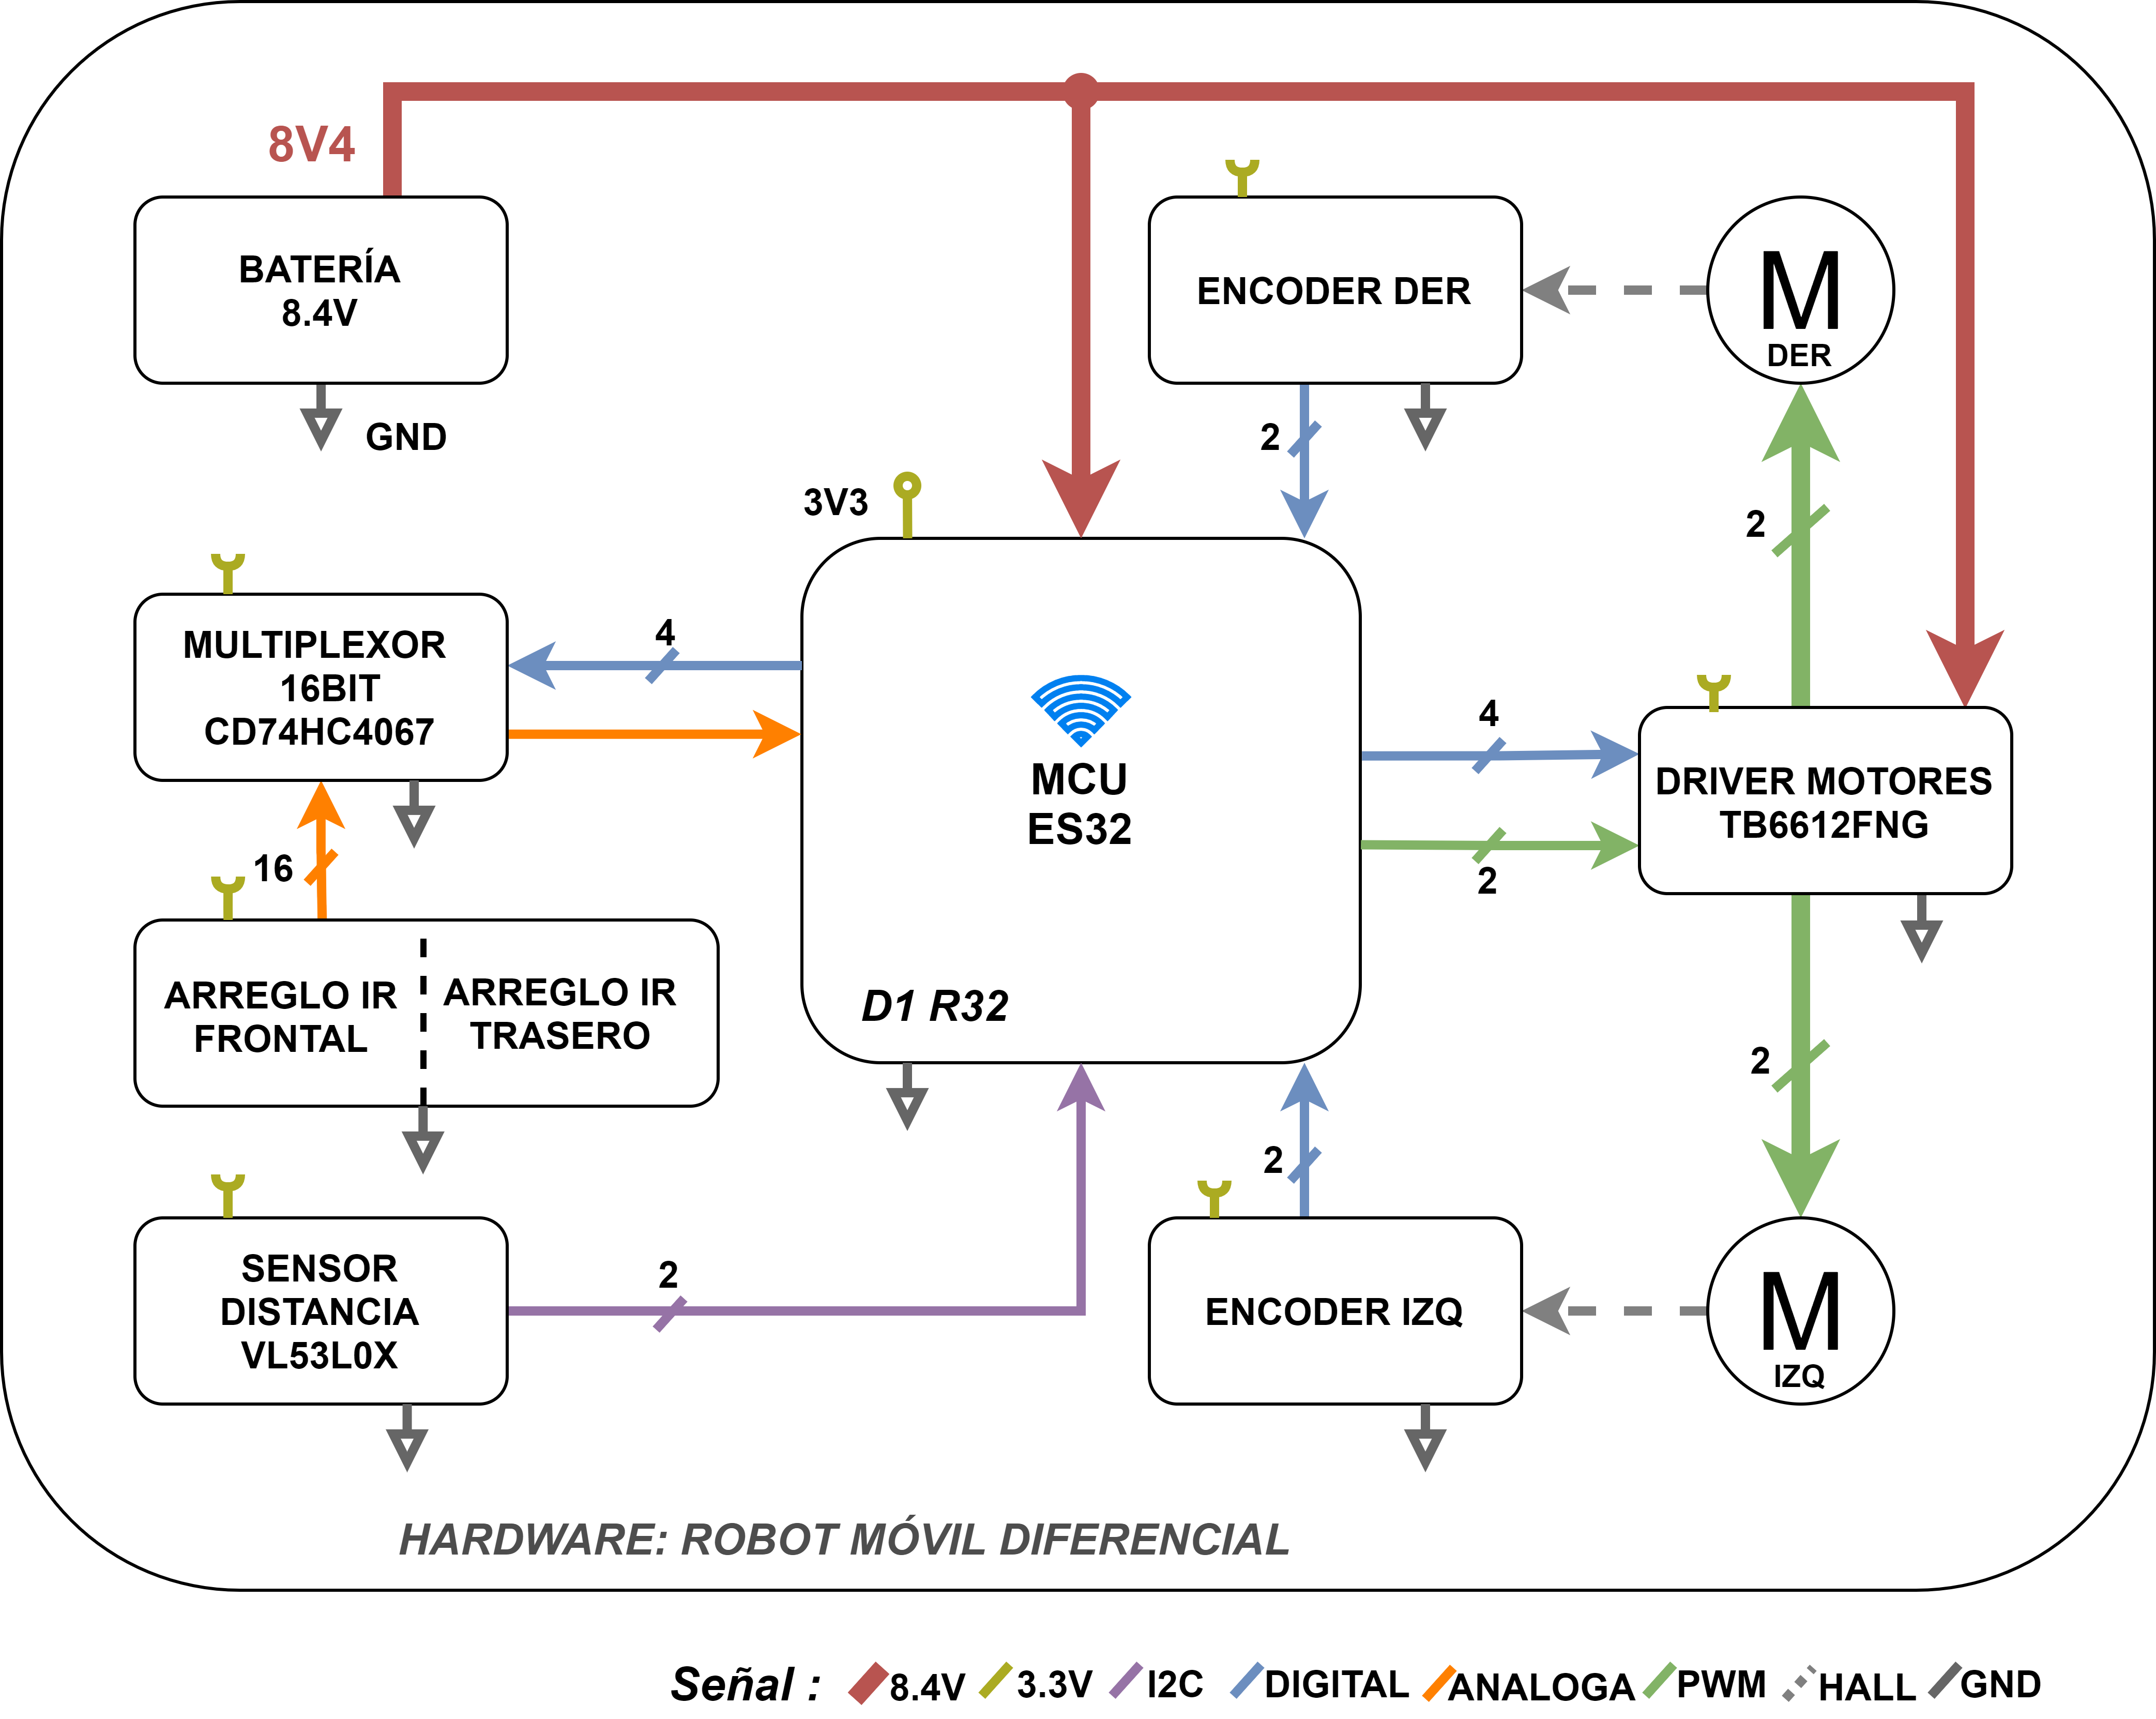 8V4
BATERÍA
8.4V
GND
ENCODER DER
M
DER
2
2
3V3
MULTIPLEXOR
16BIT
CD74HC4067
4
MCU
ES32
D1 R32
4
2
DRIVER MOTORES
TB6612FNG
16
ARREGLO IR
FRONTAL
ARREGLO IR
TRASERO
2
2
SENSOR
DISTANCIA
VL53L0X
2
ENCODER IZQ
M
IZQ
HARDWARE: ROBOT MÓVIL DIFERENCIAL
Señal : 8.4V 3.3V I2C DIGITAL ANALOGA PWM HALL GND